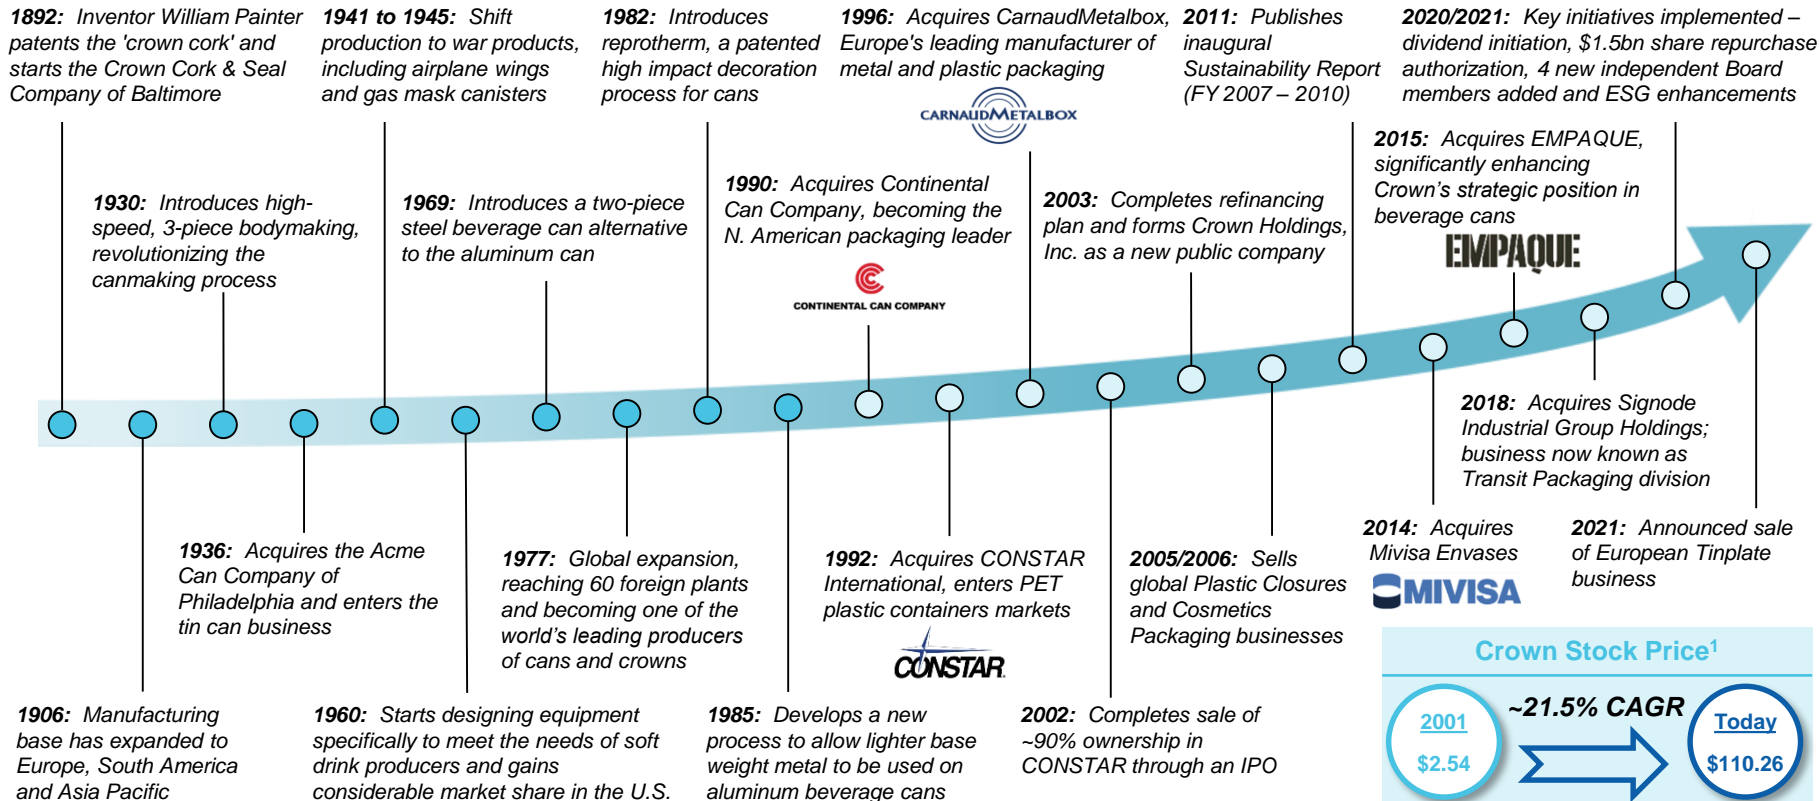 1892: Inventor William Painter
patents the 'crown cork' and
starts the Crown Cork & Seal
Company of Baltimore
1941 to 1945: Shift
production to war products,
including airplane wings
and gas mask canisters
1982: Introduces
reprotherm, a patented
high impact decoration
process for cans
1996: Acquires CarnaudMetalbox,
Europe's leading manufacturer of
metal and plastic packaging
CARNAUDMETALBOX
2011: Publishes
inaugural
Sustainability Report
(FY 2007 – 2010)
2020/2021: Key initiatives implemented –
dividend initiation, $1.5bn share repurchase
authorization, 4 new independent Board
members added and ESG enhancements
1930: Introduces high-
speed, 3-piece bodymaking,
revolutionizing the
canmaking process
1969: Introduces a two-piece
steel beverage can alternative
to the aluminum can
1990: Acquires Continental
Can Company, becoming the
N. American packaging leader
CONTINENTAL CAN COMPANY
2003: Completes refinancing
plan and forms Crown Holdings,
Inc. as a new public company
2015: Acquires EMPAQUE,
significantly enhancing
Crown's strategic position in
beverage cans
EMPAQUE
2018: Acquires Signode
Industrial Group Holdings;
business now known as
Transit Packaging division
1936: Acquires the Acme
Can Company of
Philadelphia and enters the
tin can business
1977: Global expansion,
reaching 60 foreign plants
and becoming one of the
world's leading producers
of cans and crowns
1992: Acquires CONSTAR
International, enters PET
plastic containers markets
CONSTAR
2005/2006: Sells
global Plastic Closures
and Cosmetics
Packaging businesses
2014: Acquires
Mivisa Envases
MIVISA
2021: Announced sale
of European Tinplate
business
1906: Manufacturing
base has expanded to
Europe, South America
and Asia Pacific
1960: Starts designing equipment
specifically to meet the needs of soft
drink producers and gains
considerable market share in the U.S.
1985: Develops a new
process to allow lighter base
weight metal to be used on
aluminum beverage cans
2002: Completes sale of
~90% ownership in
CONSTAR through an IPO
Crown Stock Price1
2001
$2.54
~21.5% CAGR
Today
$110.26